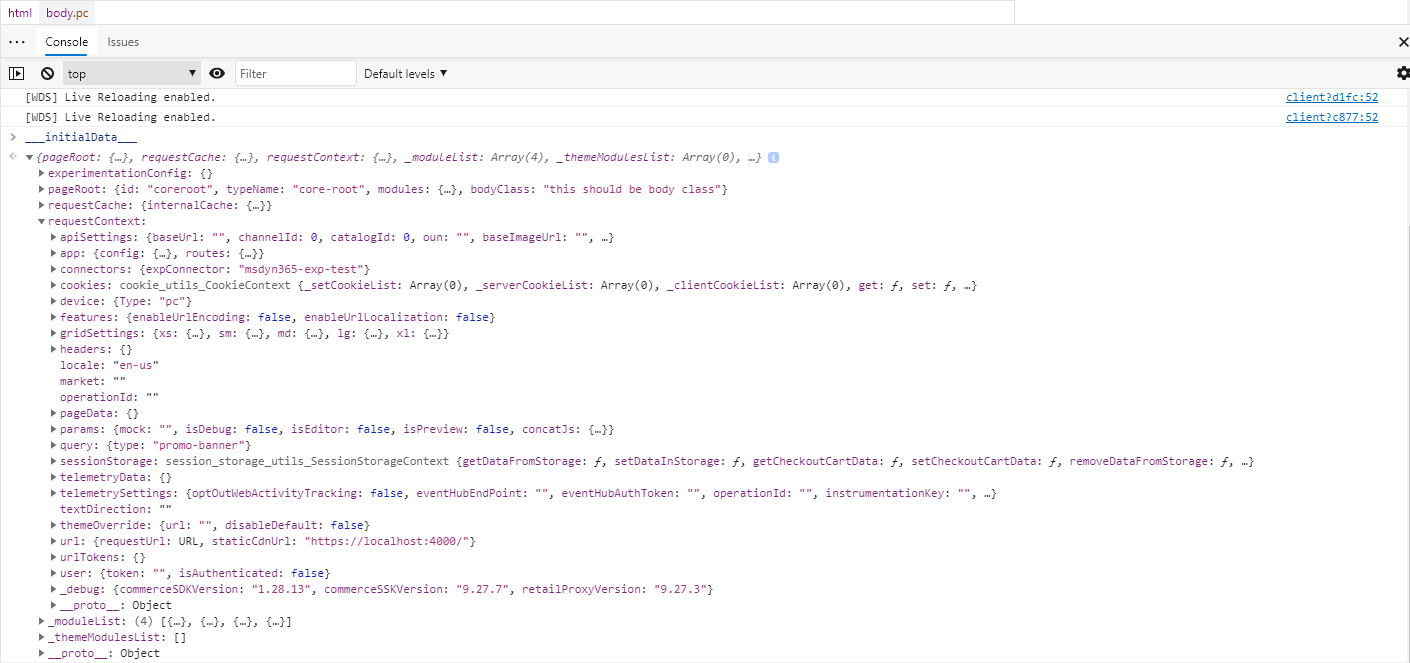 html body.pc
Console Issues
top Filter Default levels
[WDS] Live Reloading enabled. client?d1fc:52
[WDS] Live Reloading enabled. client?c877:52
___initialData___
{pageRoot: {…}, requestCache: {…}, requestContext: {…}, _moduleList: Array(4), _themeModulesList: Array(0), …} i
experimentationConfig: {}
pageRoot: {id: "coreroot", typeName: "core-root", modules: {…}, bodyClass: "this should be body class"}
requestCache: {internalCache: {…}}
requestContext:
apiSettings: {baseUrl: "", channelId: 0, catalogId: 0, oun: "", baseImageUrl: "", …}
app: {config: {…}, routes: {…}}
connectors: {expConnector: "msdyn365-exp-test"}
cookies: cookie_utils_CookieContext {_setCookieList: Array(0), _serverCookieList: Array(0), _clientCookieList: Array(0), get: ƒ, set: ƒ, …}
device: {Type: "pc"}
features: {enableUrlEncoding: false, enableUrlLocalization: false}
gridSettings: {xs: {…}, sm: {…}, md: {…}, lg: {…}, xl: {…}}
headers: {}
locale: "en-us"
market: ""
operationId: ""
pageData: {}
params: {mock: "", isDebug: false, isEditor: false, isPreview: false, concatJs: {…}}
query: {type: "promo-banner"}
sessionStorage: session_storage_utils_SessionStorageContext {getDataFromStorage: ƒ, setDataInStorage: ƒ, getCheckoutCartData: ƒ, setCheckoutCartData: ƒ, removeDataFromStorage: ƒ, …}
telemetryData: {}
telemetrySettings: {optOutWebActivityTracking: false, eventHubEndPoint: "", eventHubAuthToken: "", operationId: "", instrumentationKey: "", …}
textDirection: ""
themeOverride: {url: "", disableDefault: false}
url: {requestUrl: URL, staticCdnUrl: "https://localhost:4000/"}
urlTokens: {}
user: {token: "", isAuthenticated: false}
_debug: {commerceSDKVersion: "1.28.13", commerceSSKVersion: "9.27.7", retailProxyVersion: "9.27.3"}
__proto__: Object
_moduleList: (4) [{…}, {…}, {…}, {…}]
_themeModulesList: []
__proto__: Object